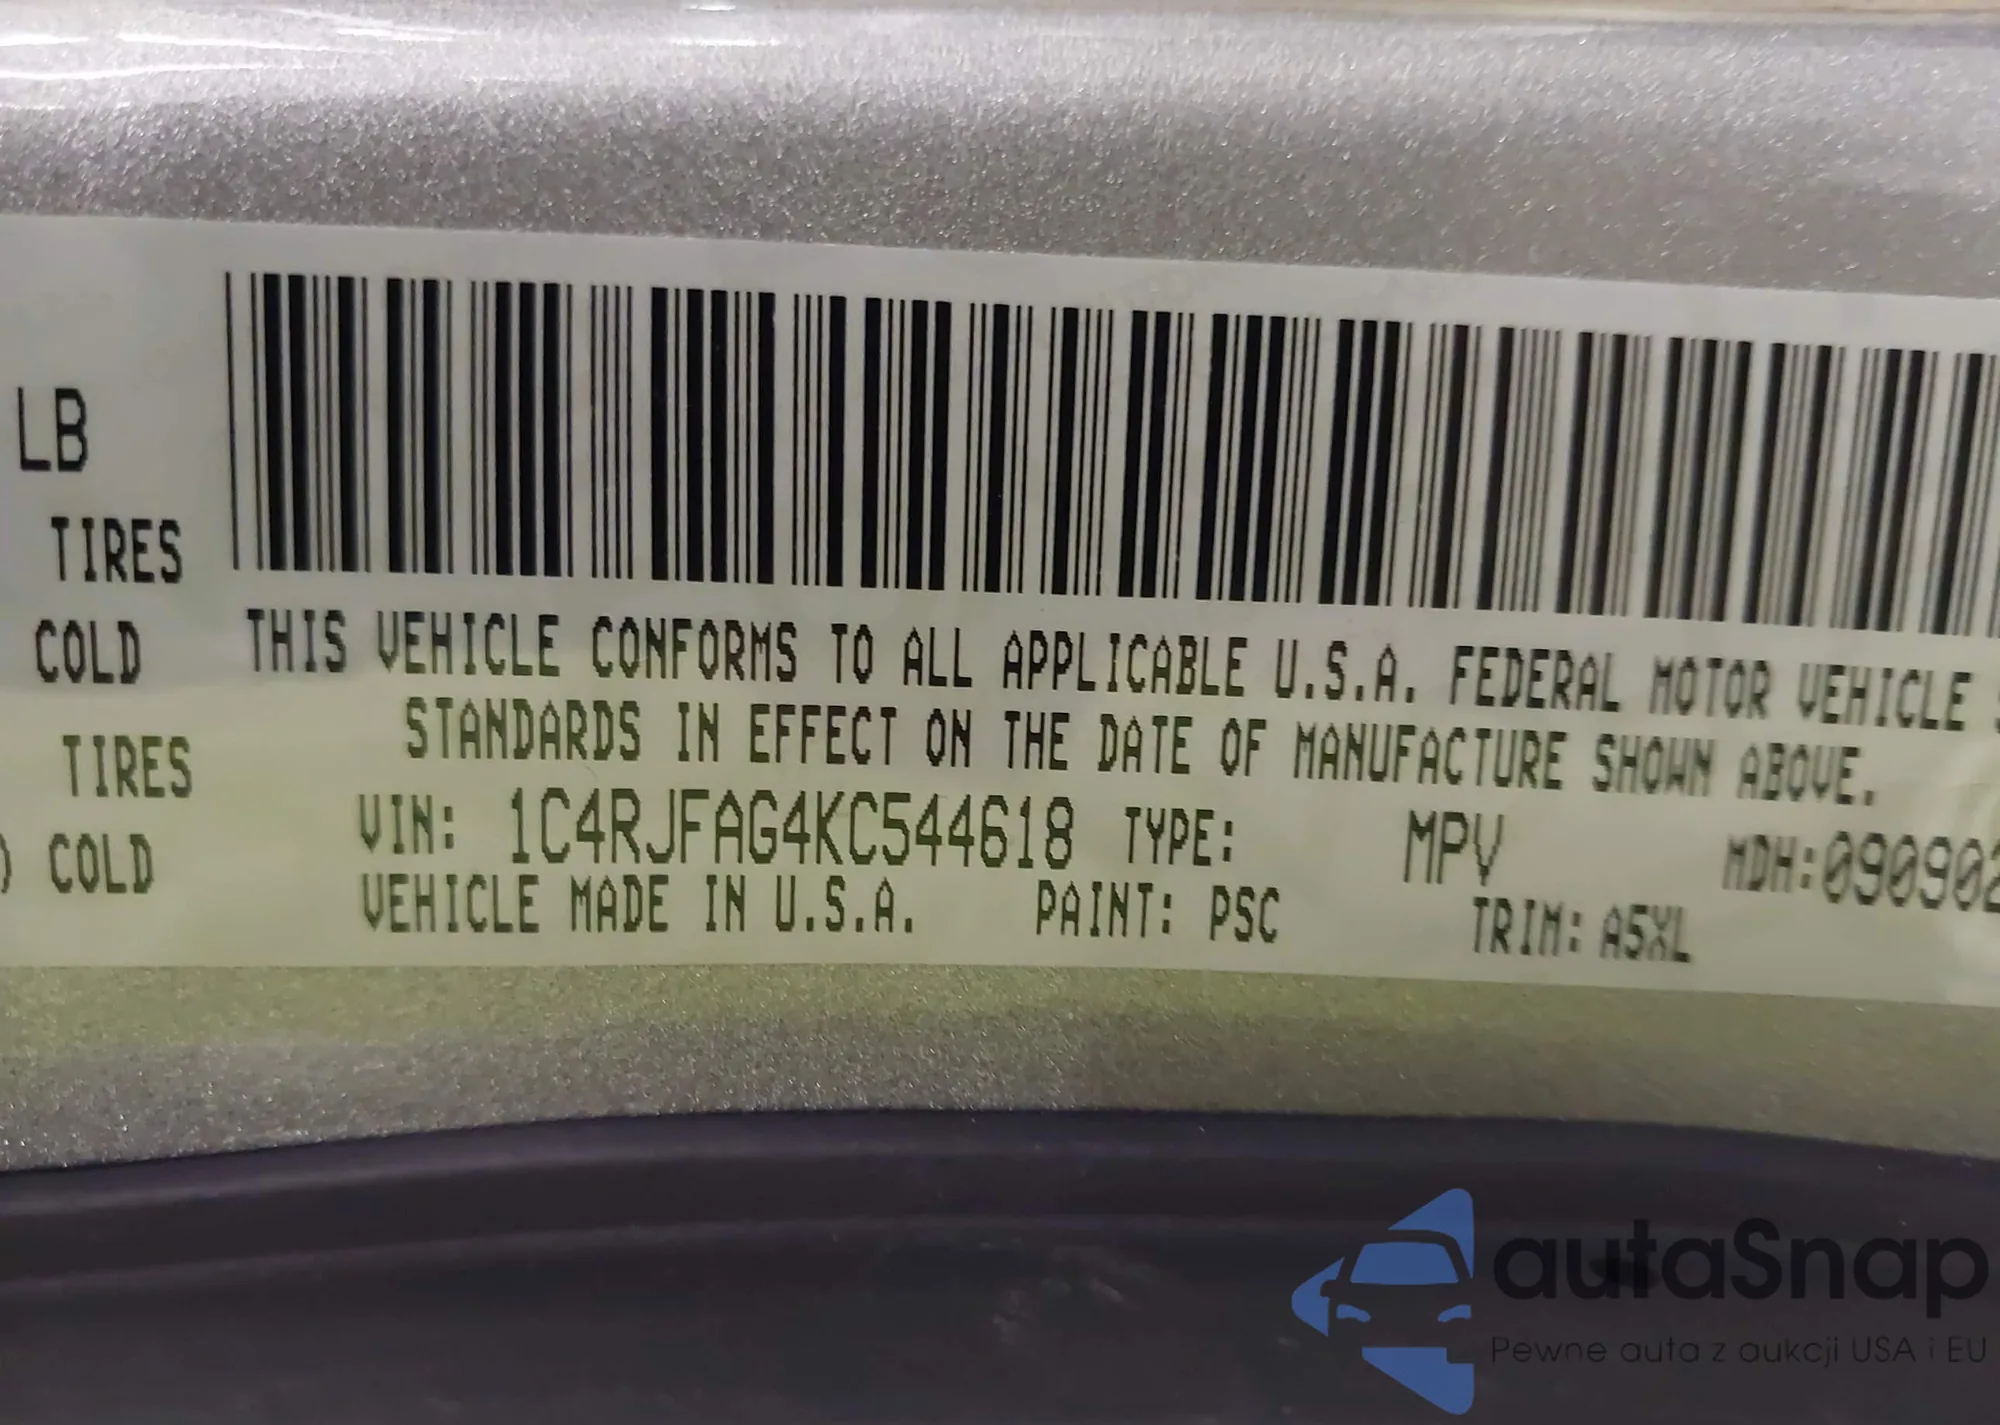 LB
TIRES
COLD
TIRES
) COLD
THIS VEHICLE CONFORMS TO ALL APPLICABLE U.S.A. FEDERAL MOTOR VEHICLE S
STANDARDS IN EFFECT ON THE DATE OF MANUFACTURE SHOWN ABOVE.
VIN: 1C4RJFAG4KC544618 TYPE: MPV MDH:090902
VEHICLE MADE IN U.S.A. PAINT: PSC TRIM: A5XL
autaSnap
Pewne auta z aukcji USA i EU